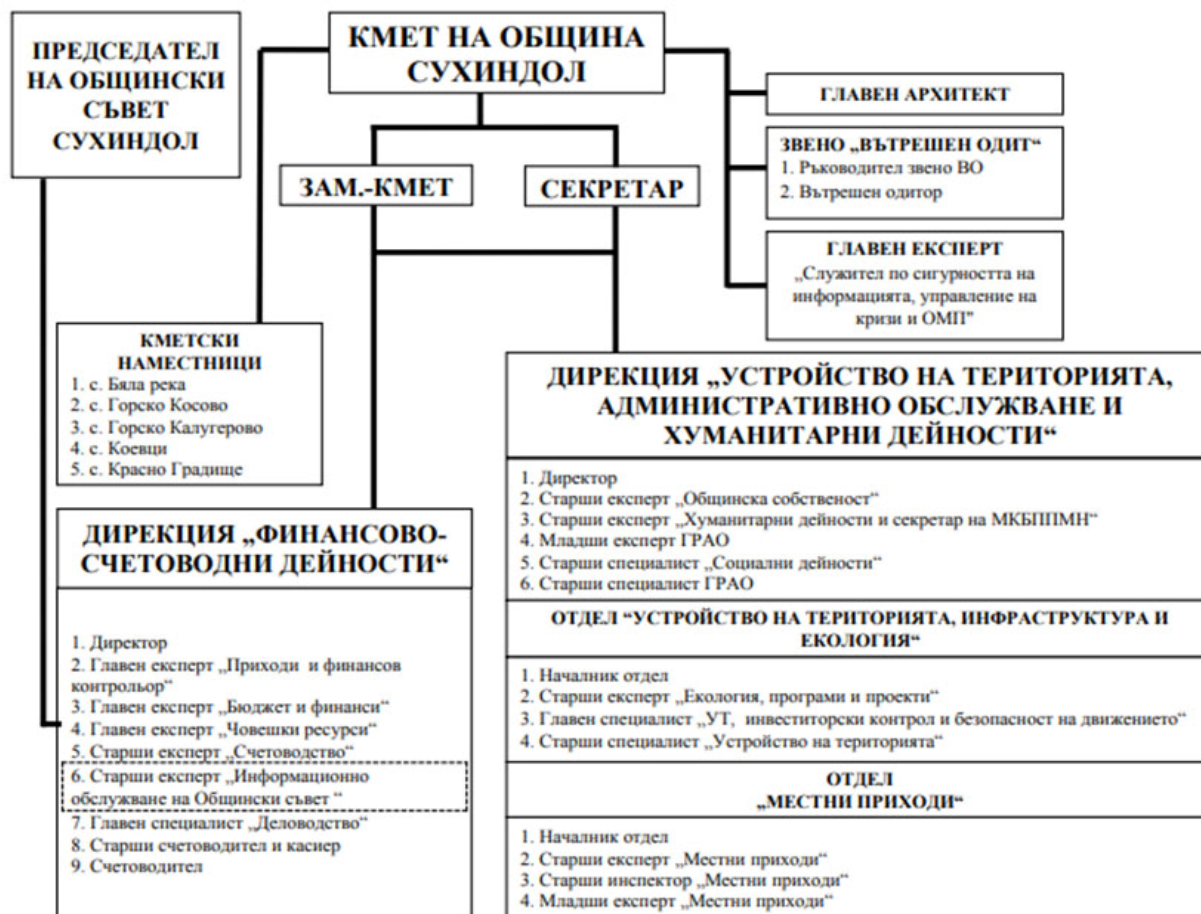 ПРЕДСЕДАТЕЛ
НА ОБЩИНСКИ
СЪВЕТ
СУХИНДОЛ
КМЕТ НА ОБЩИНА
СУХИНДОЛ
ЗАМ.-КМЕТ
СЕКРЕТАР
ГЛАВЕН АРХИТЕКТ
ЗВЕНО „ВЪТРЕШЕН ОДИТ“
1. Ръководител звено ВО
2. Вътрешен одитор
ГЛАВЕН ЕКСПЕРТ
„Служител по сигурността на
информацията, управление на
кризи и ОМП"
КМЕТСКИ
НАМЕСТНИЦИ
1. с. Бяла река
2. с. Горско Косово
3. с. Горско Калугерово
4. с. Коевци
5. с. Красно Градище
ДИРЕКЦИЯ „ФИНАНСОВО-
СЧЕТОВОДНИ ДЕЙНОСТИ“
1. Директор
2. Главен експерт „Приходи и финансов
контрольор“
3. Главен експерт „Бюджет и финанси“
4. Главен експерт „Човешки ресурси“
5. Старши експерт „Счетоводство“
6. Старши експерт „Информационно
обслужване на Общински съвет “
7. Главен специалист „Деловодство“
8. Старши счетоводител и касиер
9. Счетоводител
ДИРЕКЦИЯ „УСТРОЙСТВО НА ТЕРИТОРИЯТА,
АДМИНИСТРАТИВНО ОБСЛУЖВАНЕ И
ХУМАНИТАРНИ ДЕЙНОСТИ“
1. Директор
2. Старши експерт „Общинска собственост“
3. Старши експерт „Хуманитарни дейности и секретар на МКБППМН“
4. Младши експерт ГРАО
5. Старши специалист „Социални дейности“
6. Старши специалист ГРАО
ОТДЕЛ “УСТРОЙСТВО НА ТЕРИТОРИЯТА, ИНФРАСТРУКТУРА И
ЕКОЛОГИЯ“
1. Началник отдел
2. Старши експерт „Екология, програми и проекти“
3. Главен специалист „УТ, инвеститорски контрол и безопасност на движението“
4. Старши специалист „Устройство на територията“
ОТДЕЛ
„МЕСТНИ ПРИХОДИ“
1. Началник отдел
2. Старши експерт „Местни приходи“
3. Старши инспектор „Местни приходи“
4. Младши експерт „Местни приходи“